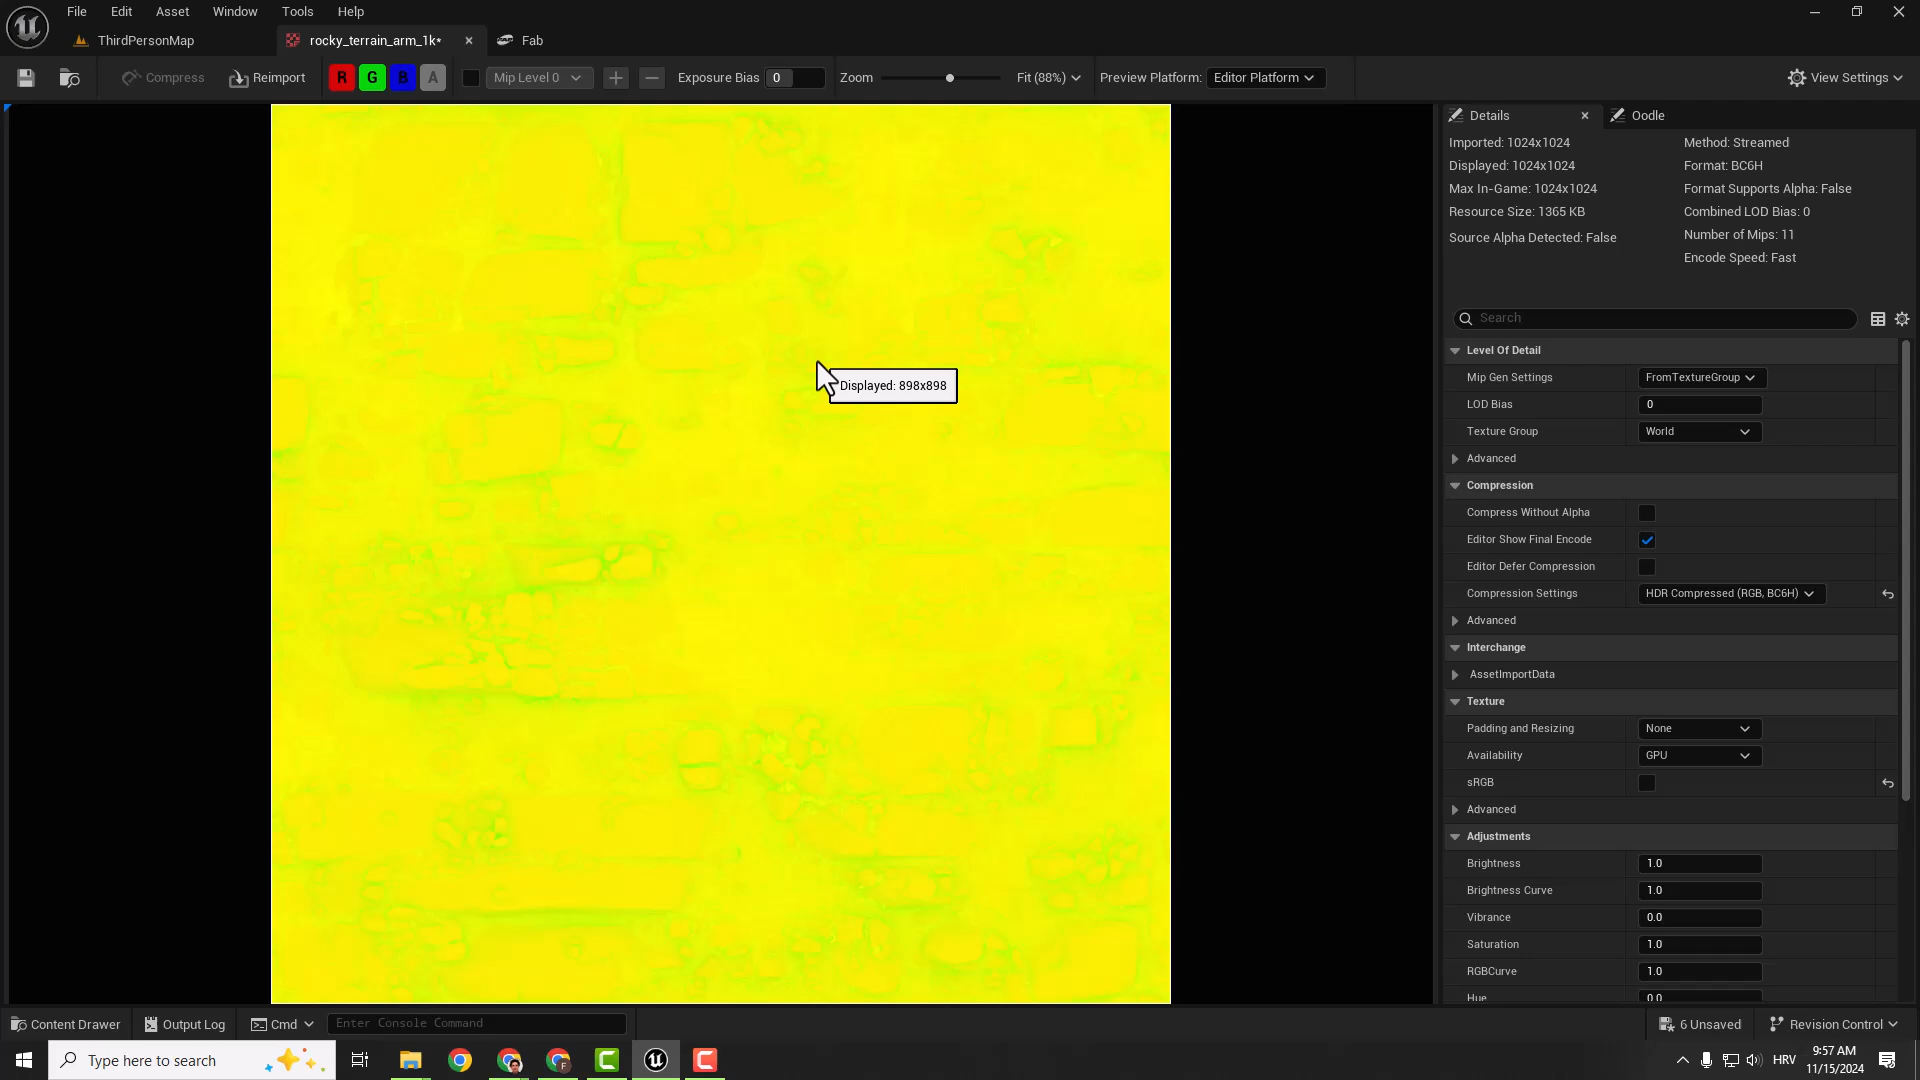 File Edit Asset Window Tools Help
ThirdPersonMap
rocky_terrain_arm_1k*
Fab
Compress
Reimport
R G B A
Mip Level 0
Exposure Bias 0
Zoom
Fit (88%)
Preview Platform: Editor Platform
View Settings
Displayed: 898x898
Details
Oodle
Imported: 1024x1024
Method: Streamed
Displayed: 1024x1024
Format: BC6H
Max In-Game: 1024x1024
Format Supports Alpha: False
Resource Size: 1365 KB
Combined LOD Bias: 0
Source Alpha Detected: False
Number of Mips: 11
Encode Speed: Fast
Search
Level Of Detail
Mip Gen Settings FromTextureGroup
LOD Bias 0
Texture Group World
Advanced
Compression
Compress Without Alpha
Editor Show Final Encode
Editor Defer Compression
Compression Settings HDR Compressed (RGB, BC6H)
Advanced
Interchange
AssetImportData
Texture
Padding and Resizing None
Availability GPU
sRGB
Advanced
Adjustments
Brightness 1.0
Brightness Curve 1.0
Vibrance 0.0
Saturation 1.0
RGBCurve 1.0
Hue 0.0
Content Drawer
Output Log
Cmd
Enter Console Command
6 Unsaved
Revision Control
Type here to search
HRV
9:57 AM
11/15/2024